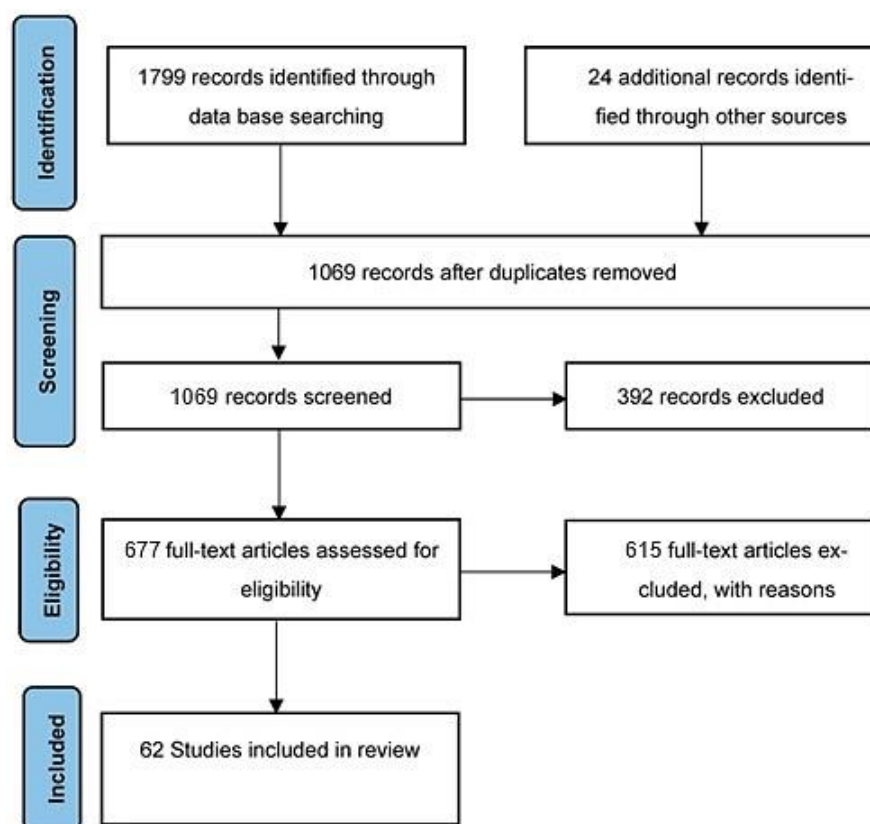 Identification
1799 records identified through
data base searching
24 additional records identi-
fied through other sources
Screening
1069 records after duplicates removed
1069 records screened
392 records excluded
Eligibility
677 full-text articles assessed for
eligibility
615 full-text articles ex-
cluded, with reasons
Included
62 Studies included in review